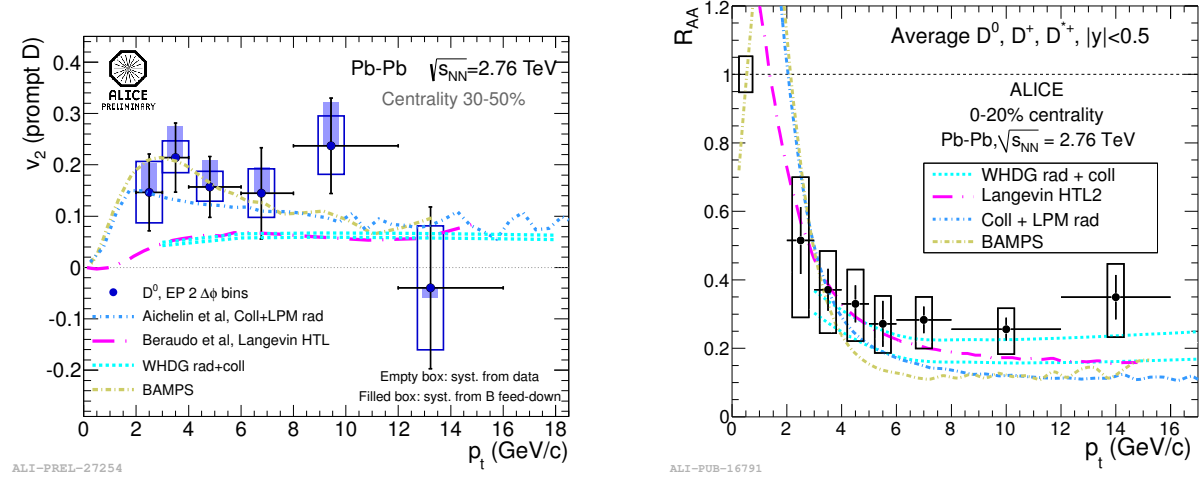 v2 (prompt D)
0.4
0.3
0.2
0.1
0
-0.1
-0.2
ALICE
PRELIMINARY
Pb-Pb √sNN=2.76 TeV
Centrality 30-50%
D0, EP 2 Δϕ bins
Aichelin et al, Coll+LPM rad
Beraudo et al, Langevin HTL
WHDG rad+coll
BAMPS
Empty box: syst. from data
Filled box: syst. from B feed-down
0 2 4 6 8 10 12 14 16 18
pt (GeV/c)
ALI-PREL-27254
RAA
1.2
1
0.8
0.6
0.4
0.2
0
Average D0, D+, D*+, |y|<0.5
ALICE
0-20% centrality
Pb-Pb,√sNN = 2.76 TeV
WHDG rad + coll
Langevin HTL2
Coll + LPM rad
BAMPS
0 2 4 6 8 10 12 14 16
pt (GeV/c)
ALI-PUB-16791